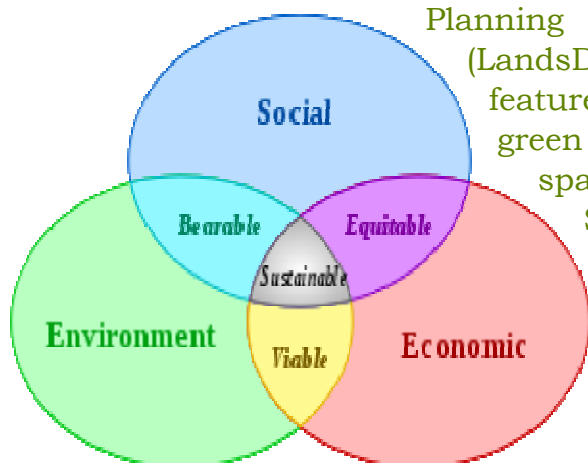 Planning
(LandsD
feature
green
spa
S
Social
Bearable
Equitable
Sustainable
Environment
Viable
Economic